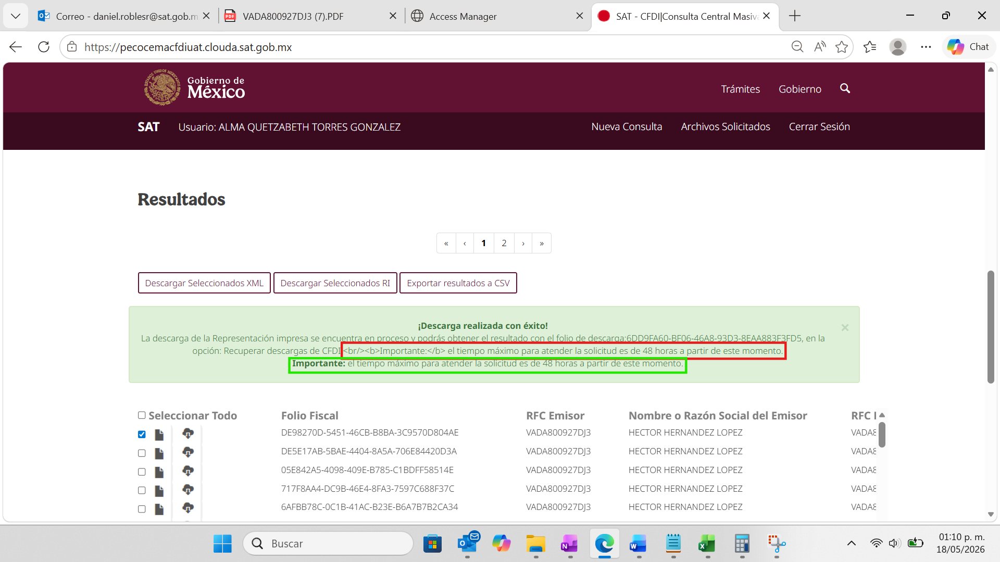 Correo - daniel.roblesr@sat.gob.m
VADA800927DJ3 (7).PDF
Access Manager
SAT - CFDI|Consulta Central Masiva
https://pecocemacfdiuat.clouda.sat.gob.mx
Chat
Gobierno de
México
Trámites
Gobierno
SAT
Usuario: ALMA QUETZABETH TORRES GONZALEZ
Nueva Consulta
Archivos Solicitados
Cerrar Sesión
Resultados
« ‹ 1 2 › »
Descargar Seleccionados XML
Descargar Seleccionados RI
Exportar resultados a CSV
¡Descarga realizada con éxito!
×
La descarga de la Representación impresa se encuentra en proceso y podrás obtener el resultado con el folio de descarga:6DD9FA60-BF06-46A8-93D3-8EAA883F3FD5, en la
opción: Recuperar descargas de CFDI.<br/><b>Importante:</b> el tiempo máximo para atender la solicitud es de 48 horas a partir de este momento.
Importante: el tiempo máximo para atender la solicitud es de 48 horas a partir de este momento.
Seleccionar Todo Folio Fiscal RFC Emisor Nombre o Razón Social del Emisor RFC
DE98270D-5451-46CB-B8BA-3C9570D804AE VADA800927DJ3 HECTOR HERNANDEZ LOPEZ VADA8
DE5E17AB-5BAE-4404-8A5A-706E84420D3A VADA800927DJ3 HECTOR HERNANDEZ LOPEZ VADA8
05E842A5-4098-409E-B785-C1BDFF58514E VADA800927DJ3 HECTOR HERNANDEZ LOPEZ VADA8
717F8AA4-DC9B-46E4-8FA3-7597C688F37C VADA800927DJ3 HECTOR HERNANDEZ LOPEZ VADA8
6AFBB78C-0C1B-41AC-B23E-B6A7B7B2CA34 VADA800927DJ3 HECTOR HERNANDEZ LOPEZ VADA8
Buscar
01:10 p. m.
18/05/2026